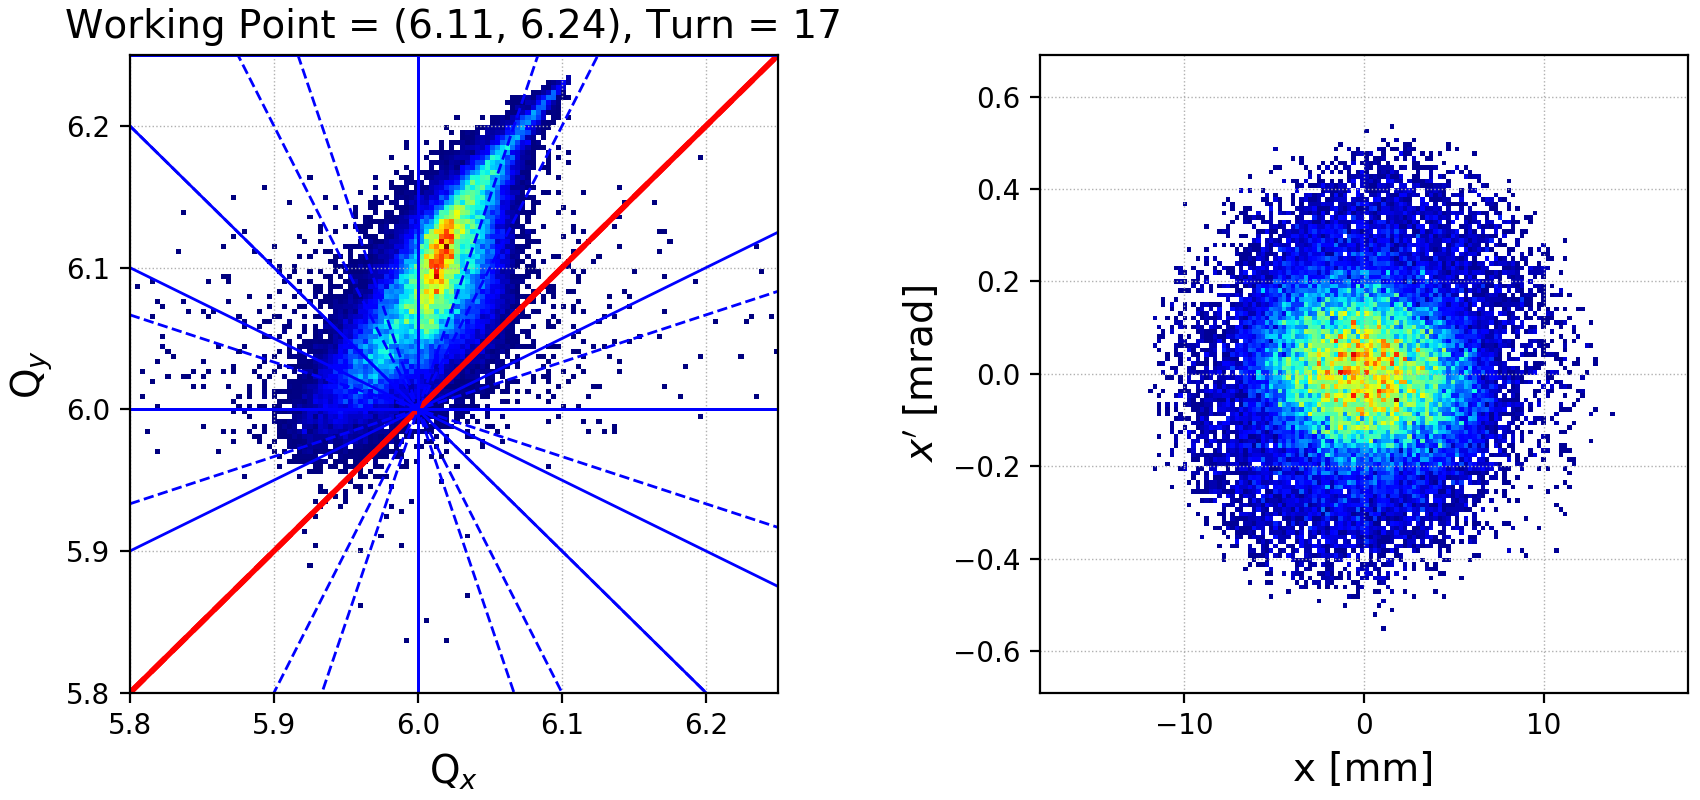 Working Point = (6.11, 6.24), Turn = 17
6.2
6.1
6.0
5.9
5.8
Q_y
5.8 5.9 6.0 6.1 6.2
Q_x
0.6
0.4
0.2
0.0
−0.2
−0.4
−0.6
x′ [mrad]
−10 0 10
x [mm]